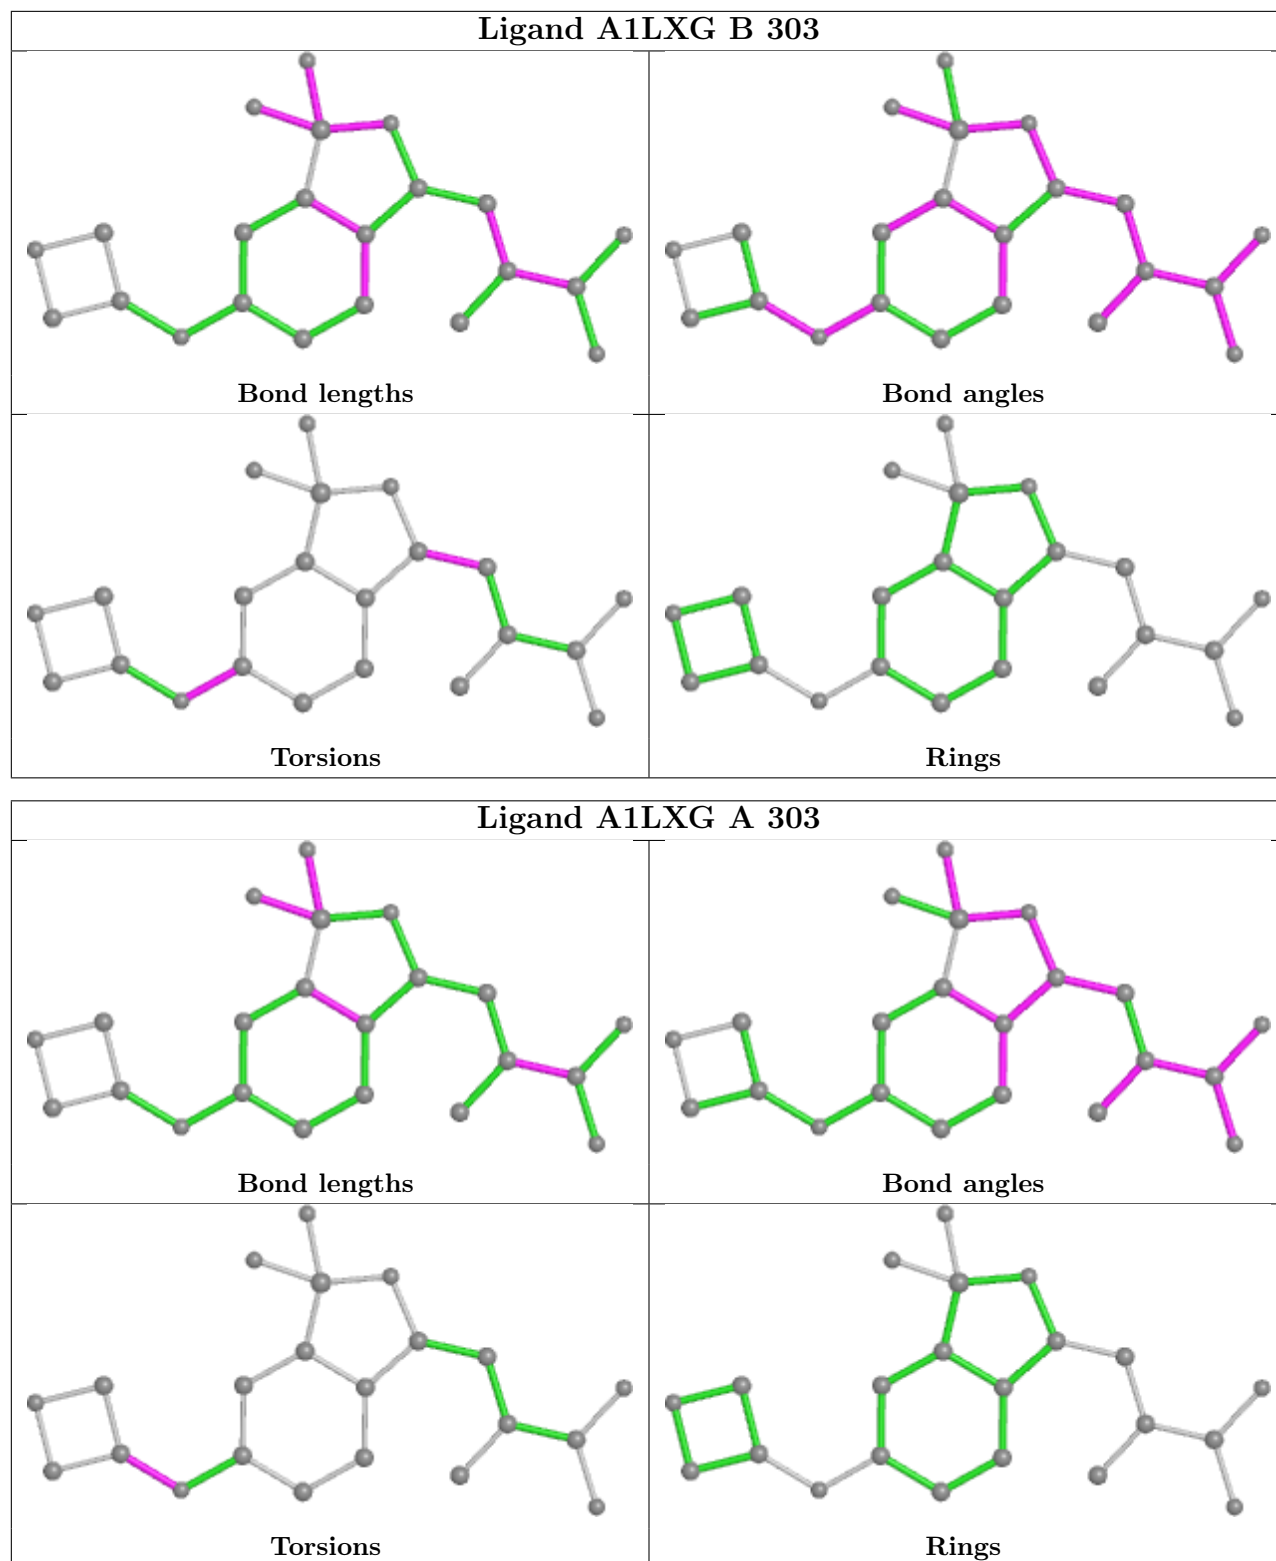 Ligand A1LXG B 303
Bond lengths
Bond angles
Torsions
Rings
Ligand A1LXG A 303
Bond lengths
Bond angles
Torsions
Rings